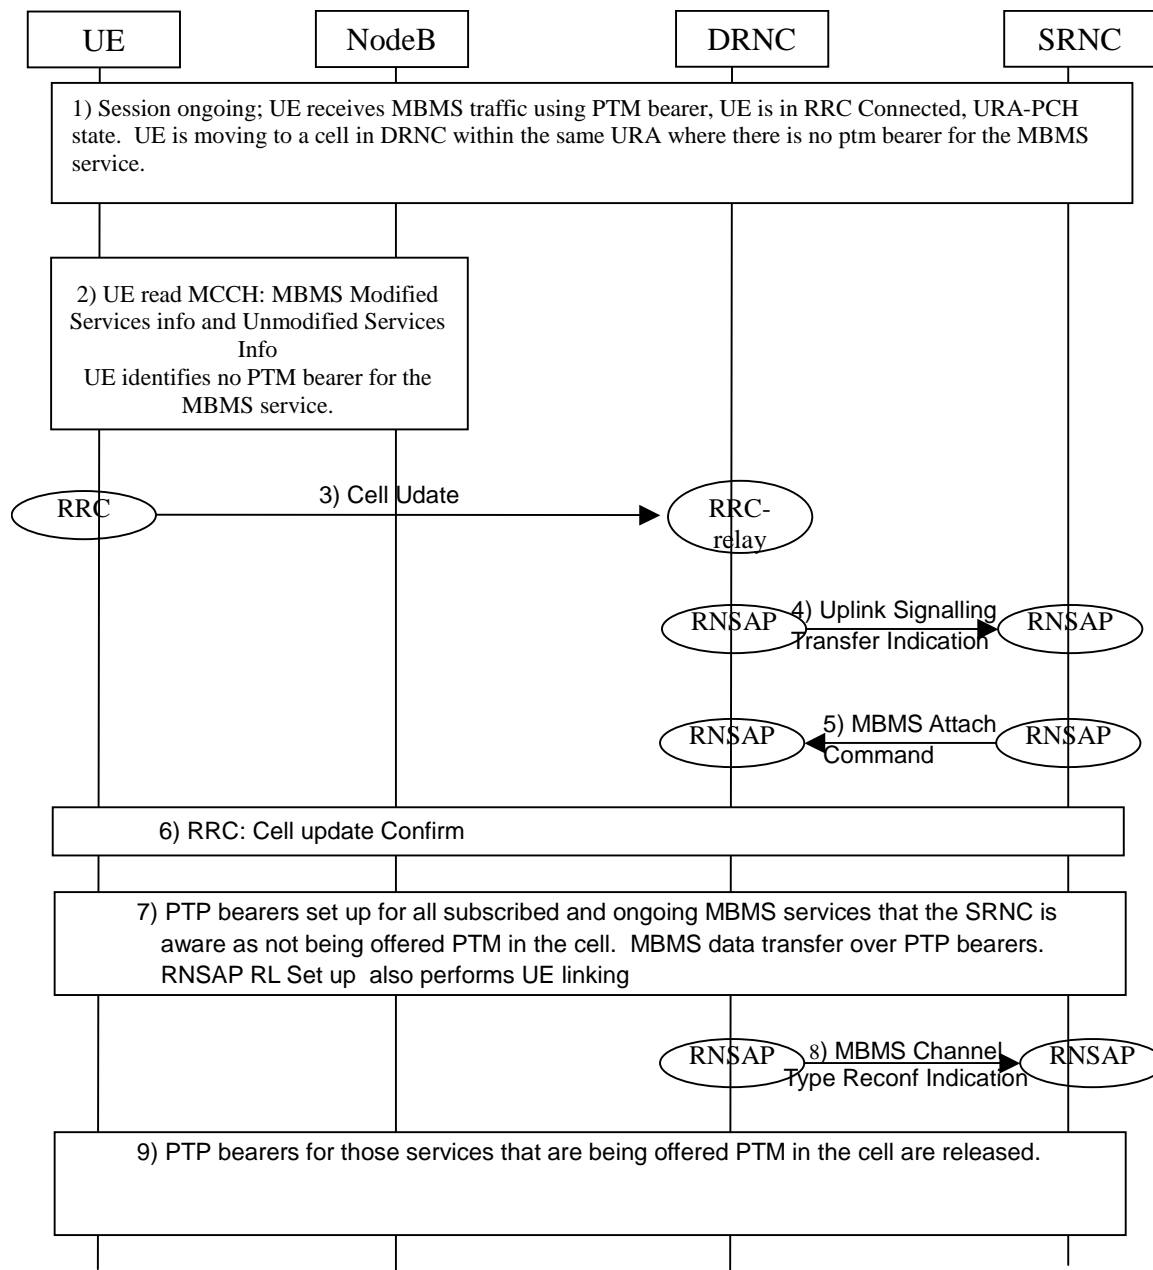 UE
NodeB
DRNC
SRNC
1) Session ongoing; UE receives MBMS traffic using PTM bearer, UE is in RRC Connected, URA-PCH
state. UE is moving to a cell in DRNC within the same URA where there is no ptm bearer for the MBMS
service.
2) UE read MCCH: MBMS Modified
Services info and Unmodified Services
Info
UE identifies no PTM bearer for the
MBMS service.
RRC
3) Cell Udate
RRC-
relay
RNSAP
4) Uplink Signalling
Transfer Indication
RNSAP
RNSAP
5) MBMS Attach
Command
RNSAP
6) RRC: Cell update Confirm
7) PTP bearers set up for all subscribed and ongoing MBMS services that the SRNC is
aware as not being offered PTM in the cell. MBMS data transfer over PTP bearers.
RNSAP RL Set up also performs UE linking
RNSAP
8) MBMS Channel
Type Reconf Indication
RNSAP
9) PTP bearers for those services that are being offered PTM in the cell are released.